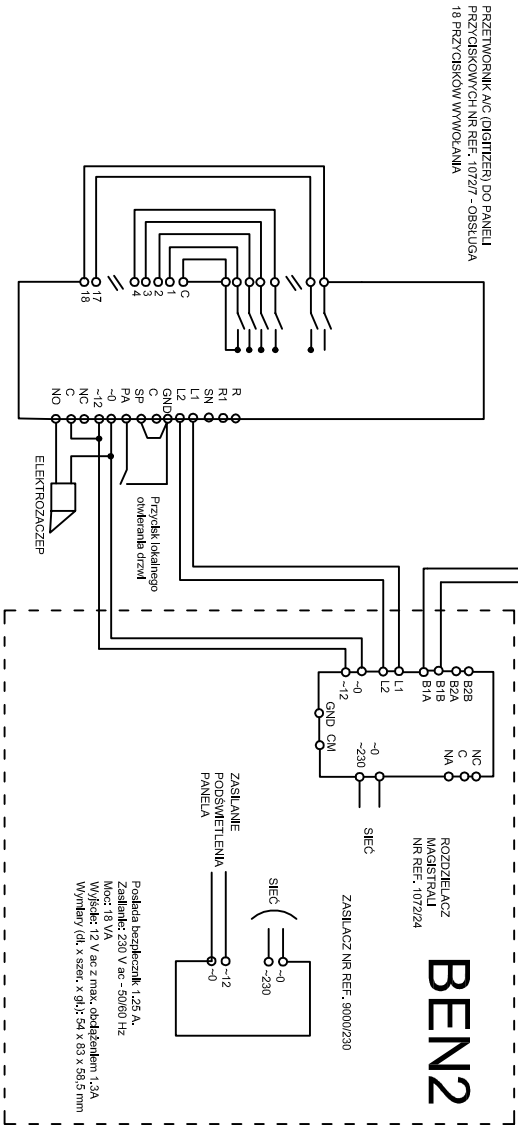 PRZETWORNIK A/C (DIGITIZER) DO PANELI
PRZYCISKOWYCH NR REF. 1072/7 - OBSŁUGA
18 PRZYCISKÓW WYWOŁANIA
18
17
4
3
2
1
C
NO
C
NC
~12
~0
PA
SP
C
GND
L2
L1
SN
R1
R
ELEKTROZACZEP
Przycisk lokalnego
otwierania drzwi
~12
~0
L2
L1
B1A
B1B
B2A
B2B
GND
CM
~230
~0
NA
C
NC
SIEĆ
ROZDZIELACZ
MAGISTRALI
NR REF. 1072/24
BEN2
ZASILACZ NR REF. 9000/230
ZASILANIE
PODŚWIETLENIA
PANELA
SIEĆ
~0
~12
~230
~0
Posiada bezpiecznik 1.25 A.
Zasilanie: 230 V ac - 50/60 Hz
Moc: 18 VA
Wyjście: 12 V ac z max. obciążeniem 1.3A
Wymiary (dł. x szer. x gł.): 54 x 83 x 58,5 mm